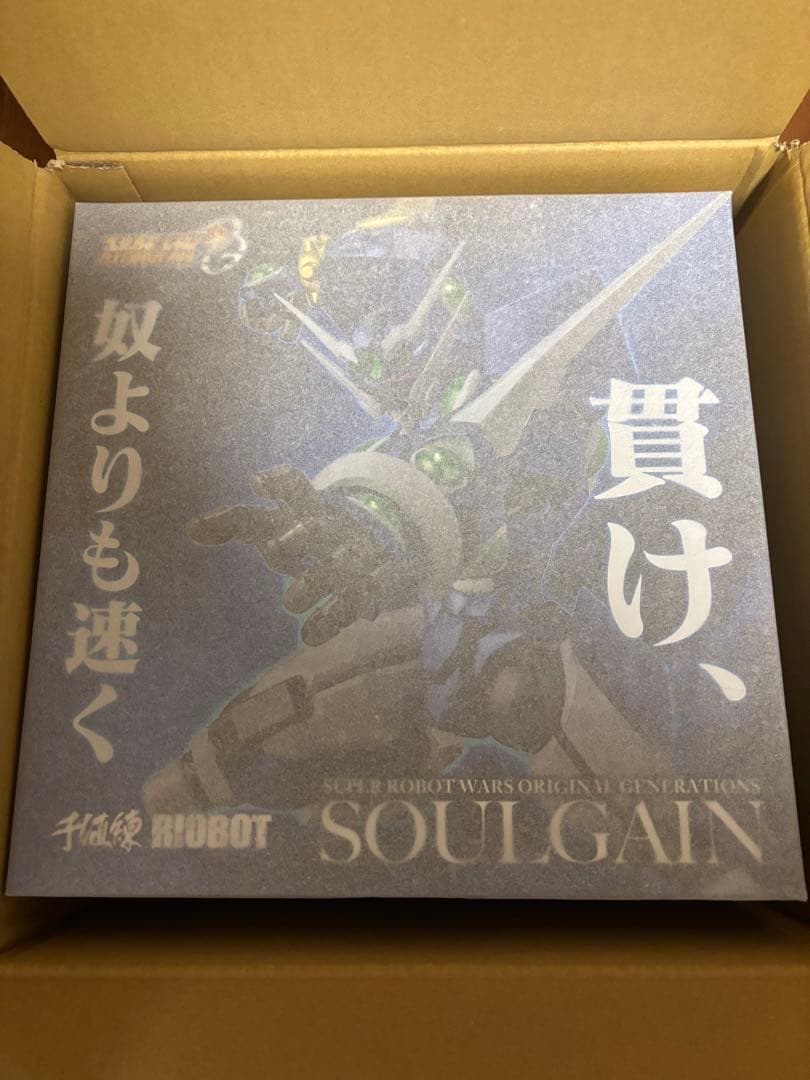 貫け、
奴よりも速く
SUPER ROBOT WARS ORIGINAL GENERATIONS
SOULGAIN
千値練 RIOBOT